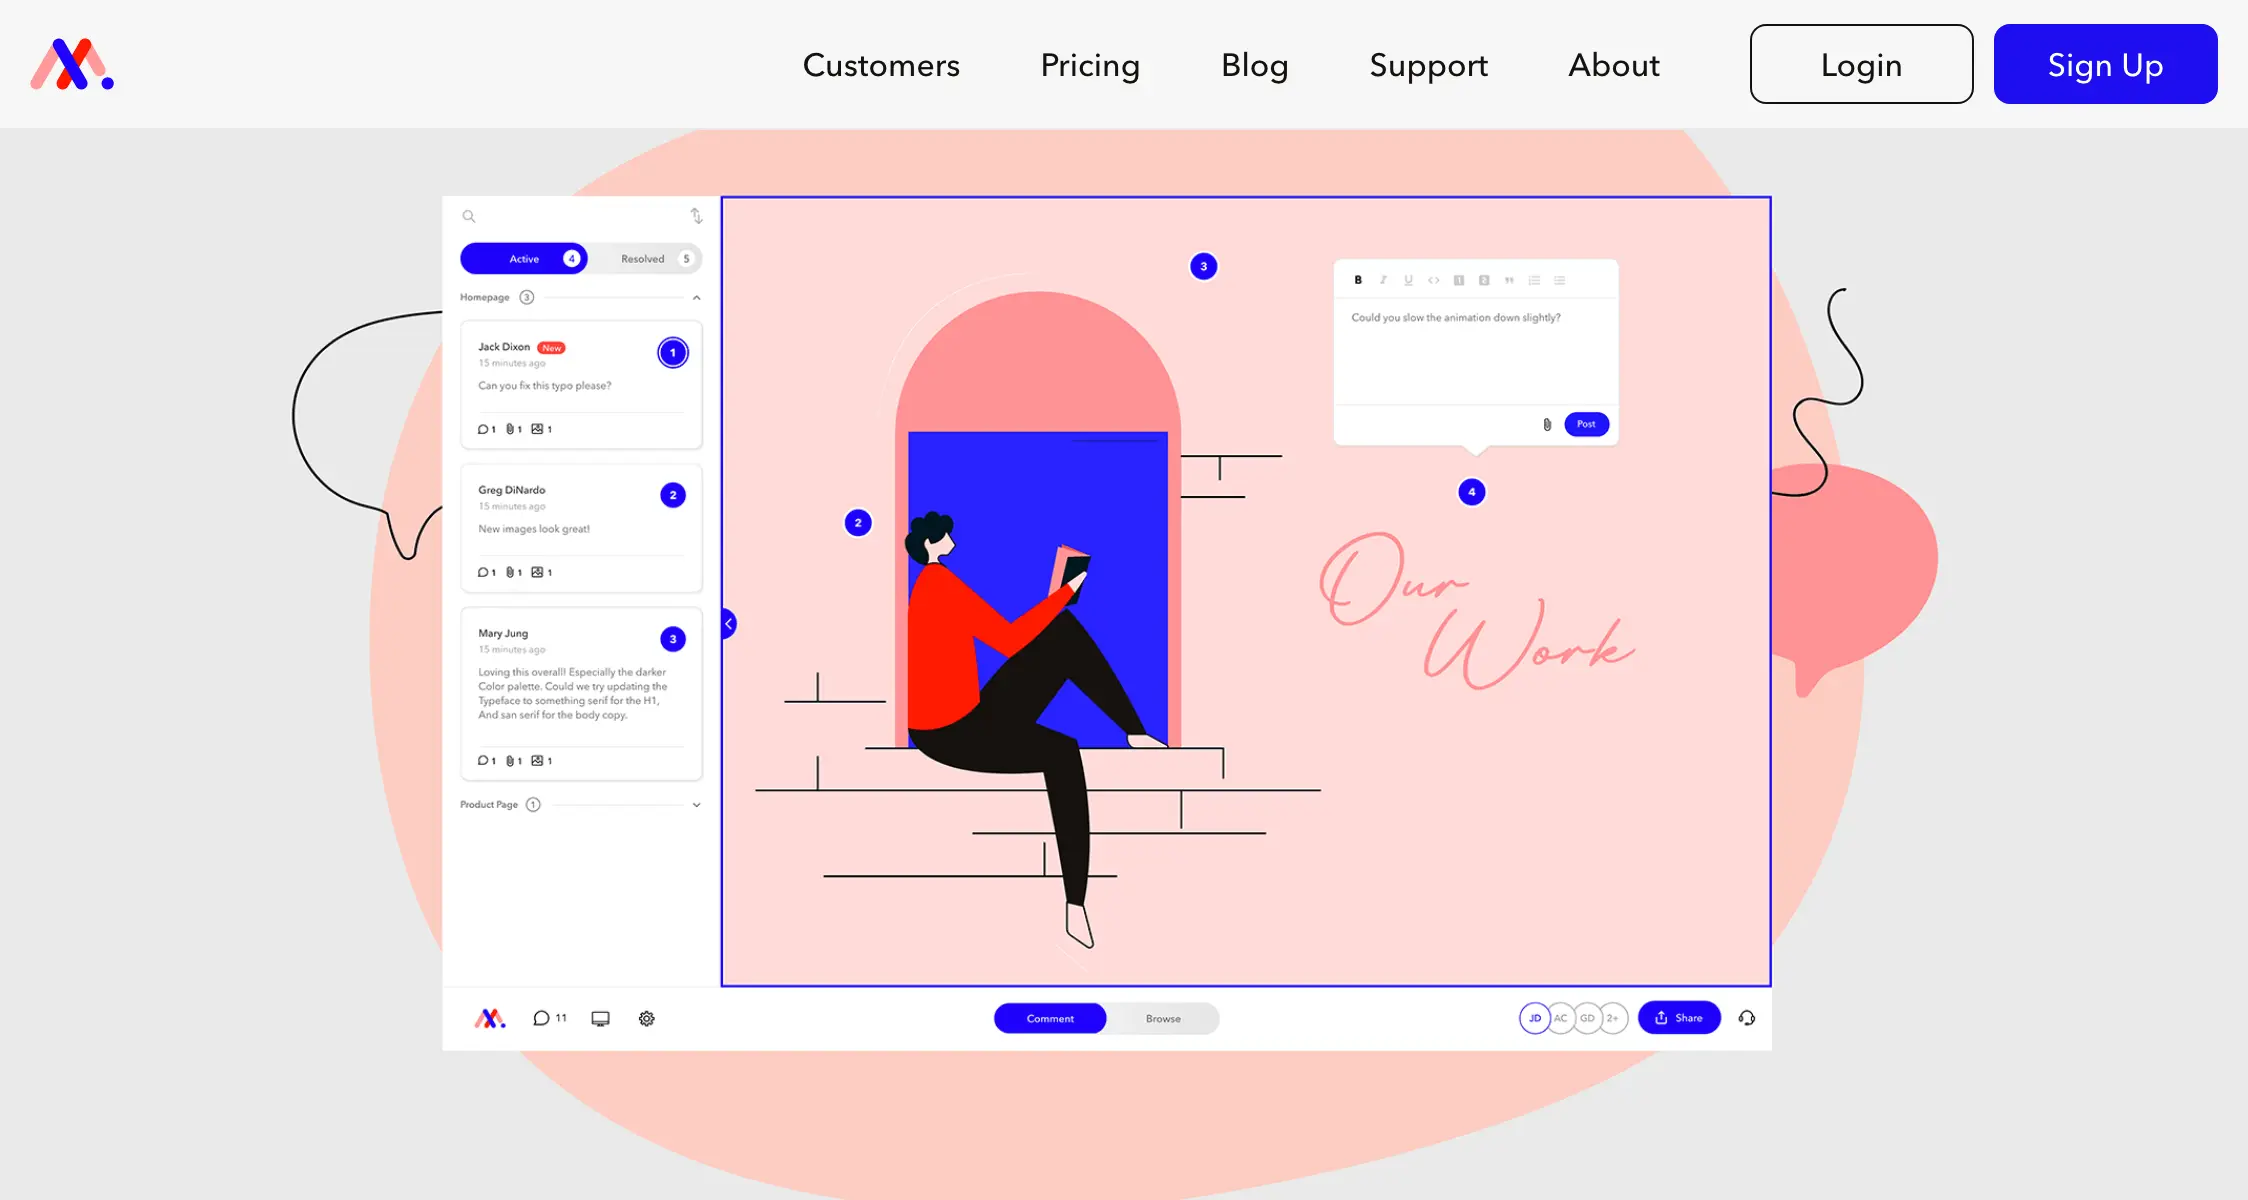 Customers Pricing Blog Support About Login Sign Up
Active 4 Resolved 5
Homepage 3
Jack Dixon New 1
15 minutes ago
Can you fix this typo please?
1 1 1
Greg DiNardo 2
15 minutes ago
New images look great!
1 1 1
Mary Jung 3
15 minutes ago
Loving this overall! Especially the darker
Color palette. Could we try updating the
Typeface to something serif for the H1,
And san serif for the body copy.
1 1 1
Product Page 1
3
B I U <> 1 2 "
Could you slow the animation down slightly?
Post
4
2
Our
Work
11 Comment Browse JD AC GD 2+ Share